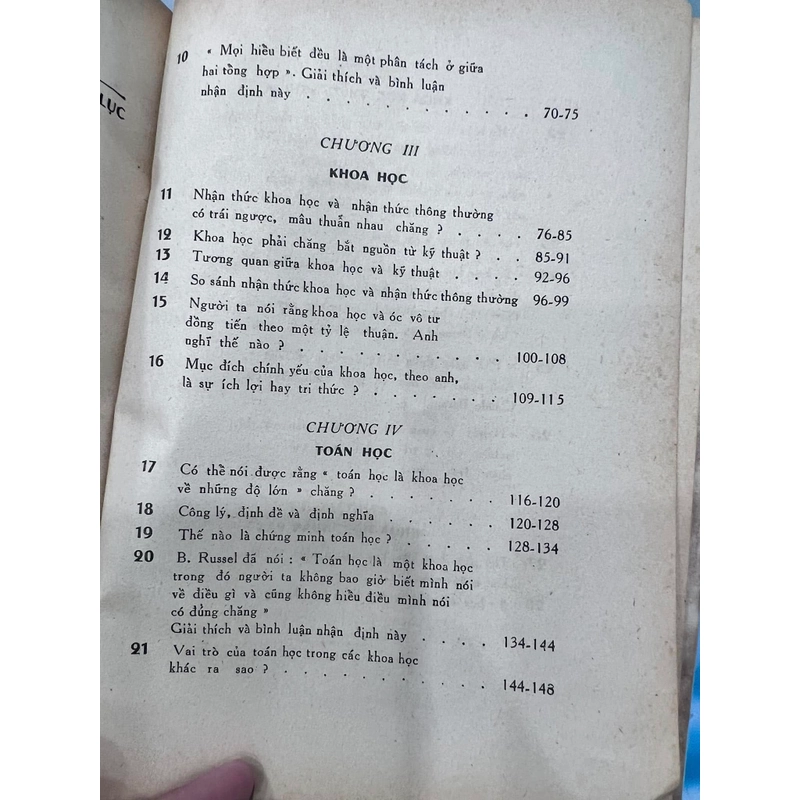 LỤC
10 « Mọi hiểu biết đều là một phân tách ở giữa
hai tổng hợp ». Giải thích và bình luận
nhận định này . . . . . . . . . . . . 70-75
CHƯƠNG III
KHOA HỌC
11 Nhận thức khoa học và nhận thức thông thường
có trái ngược, mâu thuẫn nhau chăng ? . . . . 76-85
12 Khoa học phải chăng bắt nguồn từ kỹ thuật ? . . 85-91
13 Tương quan giữa khoa học và kỹ thuật . . . . 92-96
14 So sánh nhận thức khoa học và nhận thức thông thường 96-99
15 Người ta nói rằng khoa học và óc vô tư
đồng tiến theo một tỷ lệ thuận. Anh
nghĩ thế nào ? . . . . . . . . . . . 100-108
16 Mục đích chính yếu của khoa học, theo anh,
là sự ích lợi hay tri thức ? . . . . . . . 109-115
CHƯƠNG IV
TOÁN HỌC
17 Có thể nói được rằng « toán học là khoa học
về những độ lớn » chăng ? . . . . . . . 116-120
18 Công lý, định đề và định nghĩa . . . . . 120-128
19 Thế nào là chứng minh toán học ? . . . . . 128-134
20 B. Russel đã nói : « Toán học là một khoa học
trong đó người ta không bao giờ biết mình nói
về điều gì và cũng không hiểu điều mình nói
có đúng chăng »
Giải thích và bình luận nhận định này . . . . 134-144
21 Vai trò của toán học trong các khoa học
khác ra sao ? . . . . . . . . . . . . 144-148